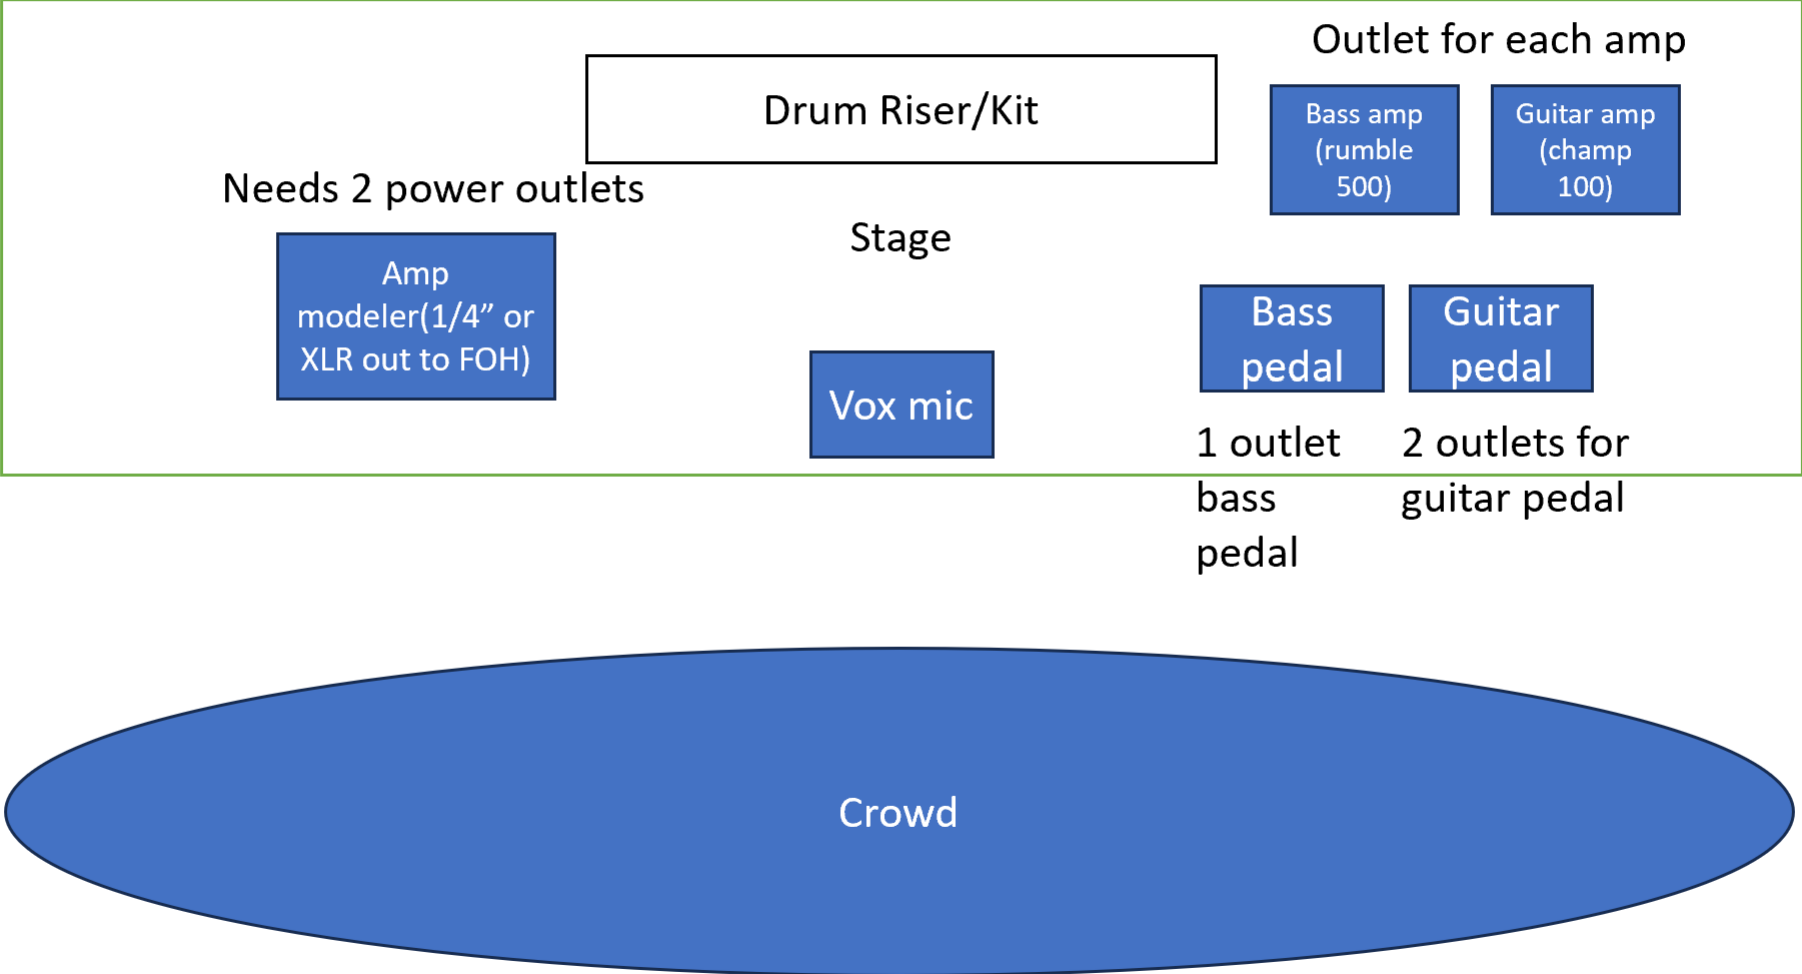 Outlet for each amp
Drum Riser/Kit
Bass amp
(rumble
500)
Guitar amp
(champ
100)
Needs 2 power outlets
Stage
Amp
modeler(1/4” or
XLR out to FOH)
Vox mic
Bass
pedal
Guitar
pedal
1 outlet
bass
pedal
2 outlets for
guitar pedal
Crowd